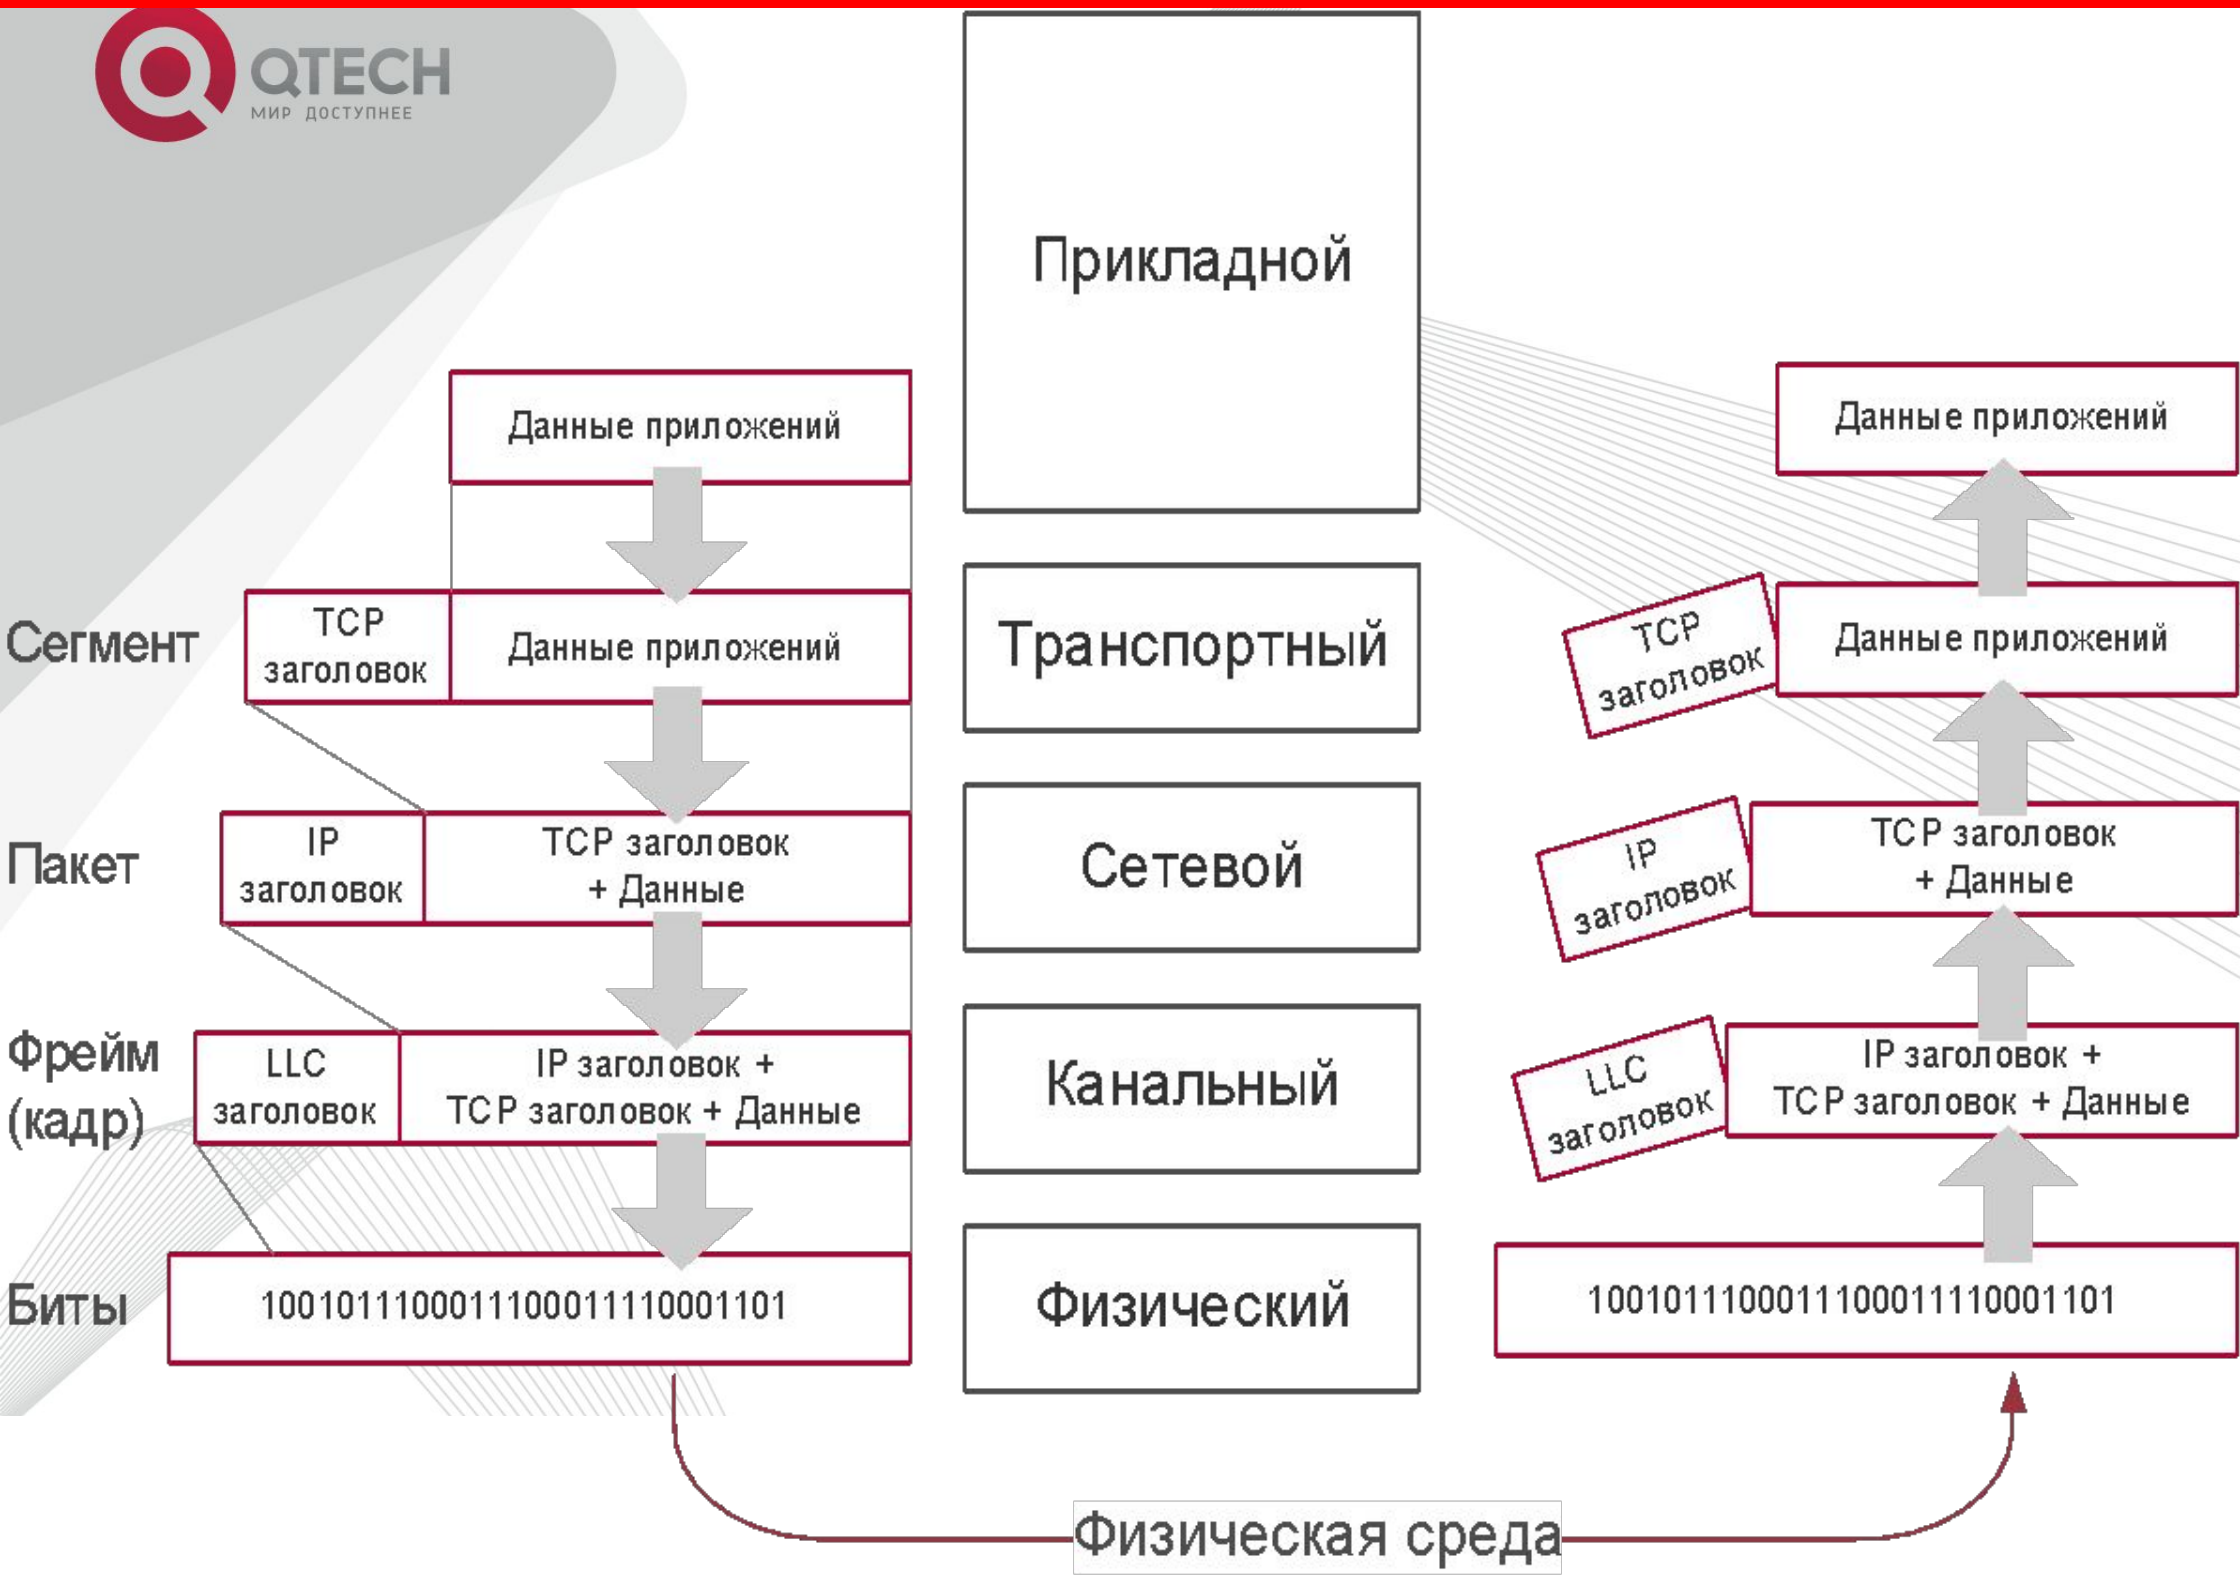 QTECH
МИР ДОСТУПНЕЕ
Прикладной
Данные приложений
Данные приложений
Сегмент
TCP
заголовок
Данные приложений
Транспортный
TCP
заголовок
Данные приложений
Пакет
IP
заголовок
TCP заголовок
+ Данные
Сетевой
IP
заголовок
TCP заголовок
+ Данные
Фрейм
(кадр)
LLC
заголовок
IP заголовок +
TCP заголовок + Данные
Канальный
LLC
заголовок
IP заголовок +
TCP заголовок + Данные
Биты
1001011100011100011110001101
Физический
1001011100011100011110001101
Физическая среда